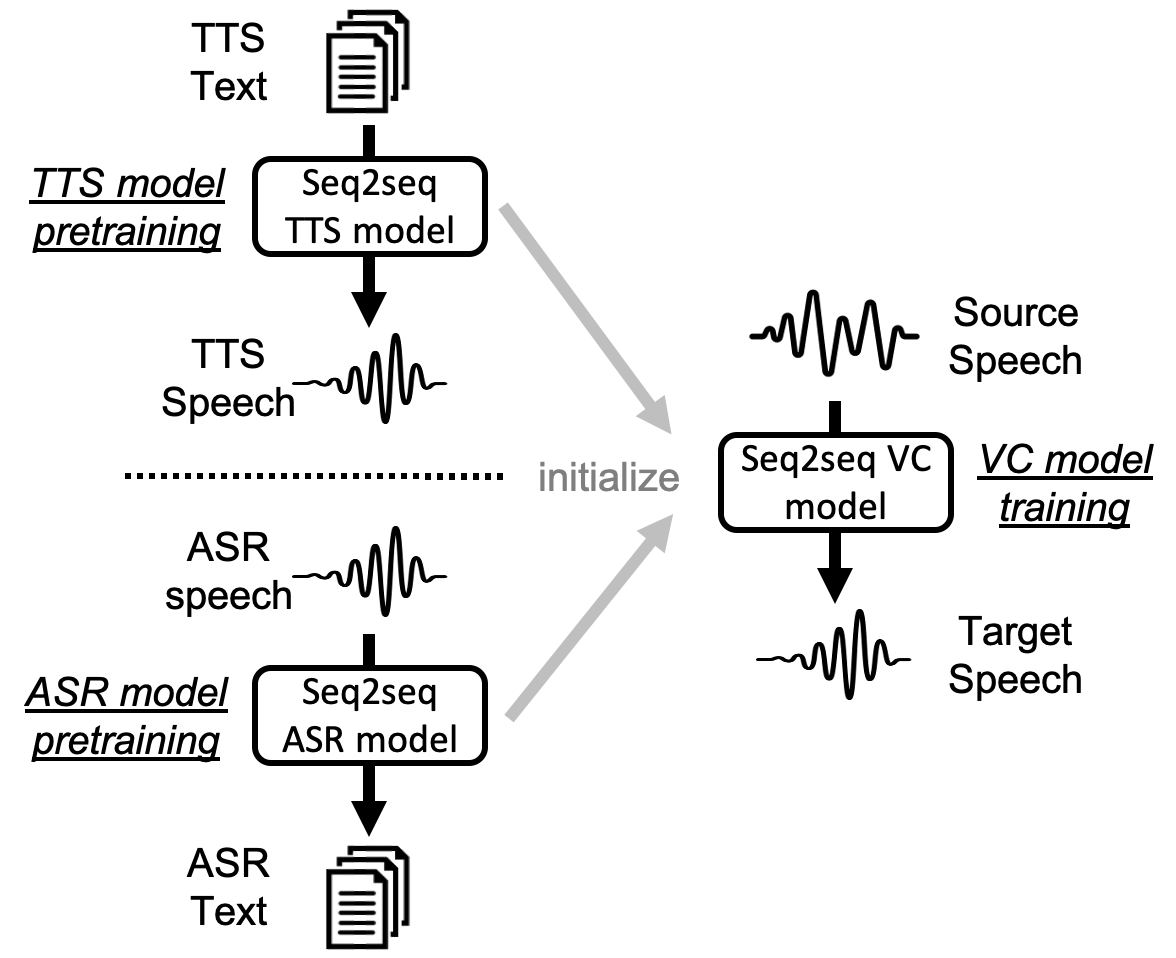 TTS
Text
TTS model
pretraining
Seq2seq
TTS model
TTS
Speech
initialize
ASR
speech
ASR model
pretraining
Seq2seq
ASR model
ASR
Text
Source
Speech
Seq2seq VC
model
VC model
training
Target
Speech